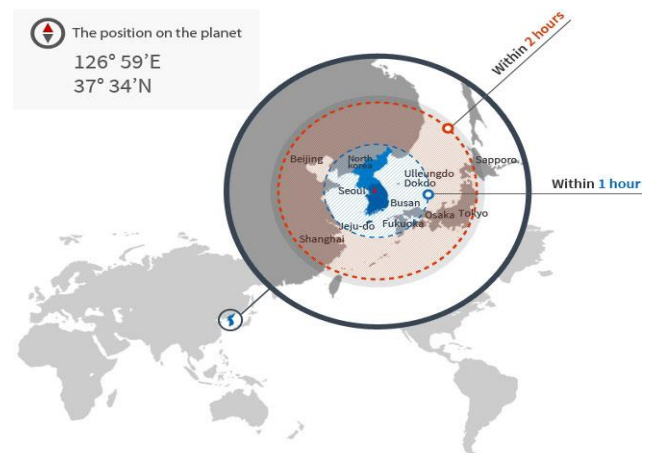 The position on the planet
126° 59’E
37° 34’N
Within 2 hours
Beijing
North
korea
Sapporo
Ulleungdo
Dokdo
Seoul
Within 1 hour
Busan
Osaka
Tokyo
Jeju-do
Fukuoka
Shanghai